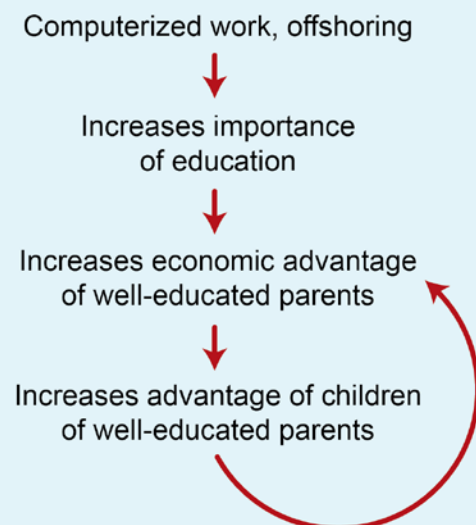 Computerized work, offshoring
Increases importance
of education
Increases economic advantage
of well-educated parents
Increases advantage of children
of well-educated parents